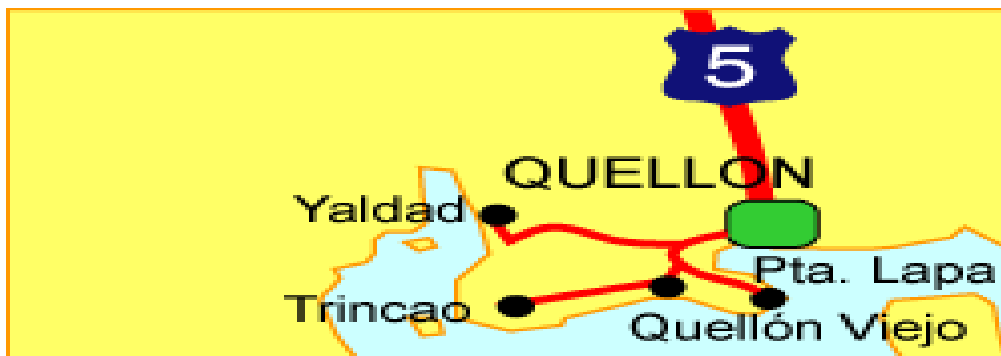 5
QUELLON
Yaldad
Pta. Lapa
Trincao
Quellón Viejo